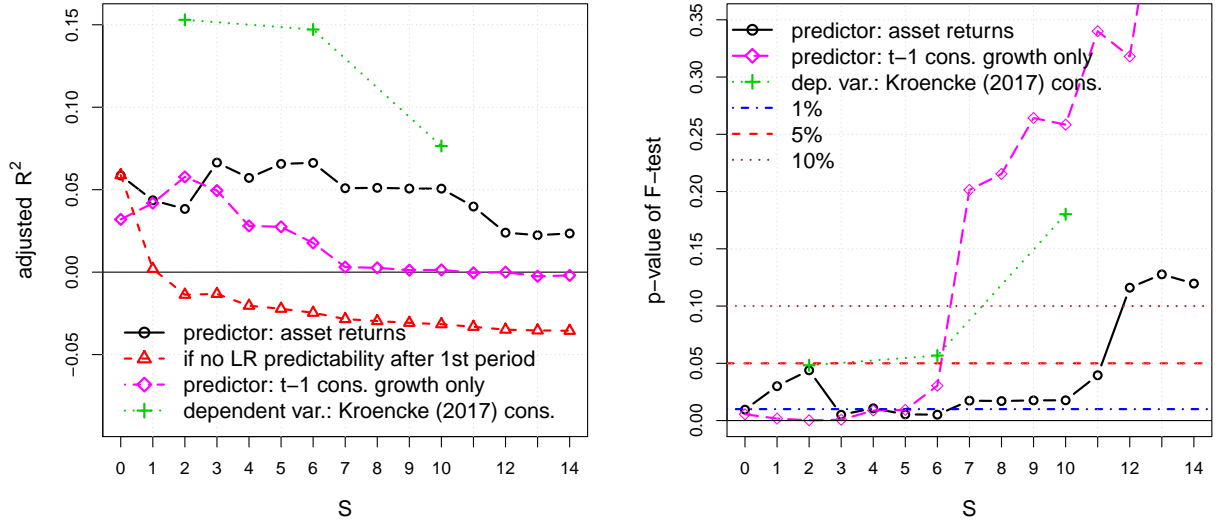 0.15
0.10
0.05
0.00
−0.05
adjusted R²
predictor: asset returns
if no LR predictability after 1st period
predictor: t−1 cons. growth only
dependent var.: Kroencke (2017) cons.
0 1 2 3 4 5 6 7 8 9 10 12 14
S
0.35
0.30
0.25
0.20
0.15
0.10
0.05
0.00
p−value of F−test
predictor: asset returns
predictor: t−1 cons. growth only
dep. var.: Kroencke (2017) cons.
1%
5%
10%
0 1 2 3 4 5 6 7 8 9 10 12 14
S